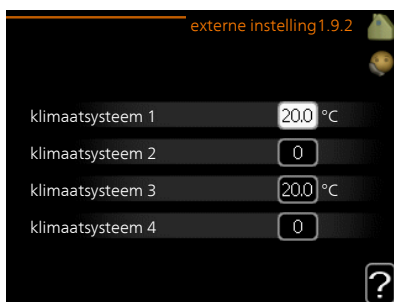 externe instelling1.9.2
klimaatsysteem 1 20.0 °C
klimaatsysteem 2 0
klimaatsysteem 3 20.0 °C
klimaatsysteem 4 0
?